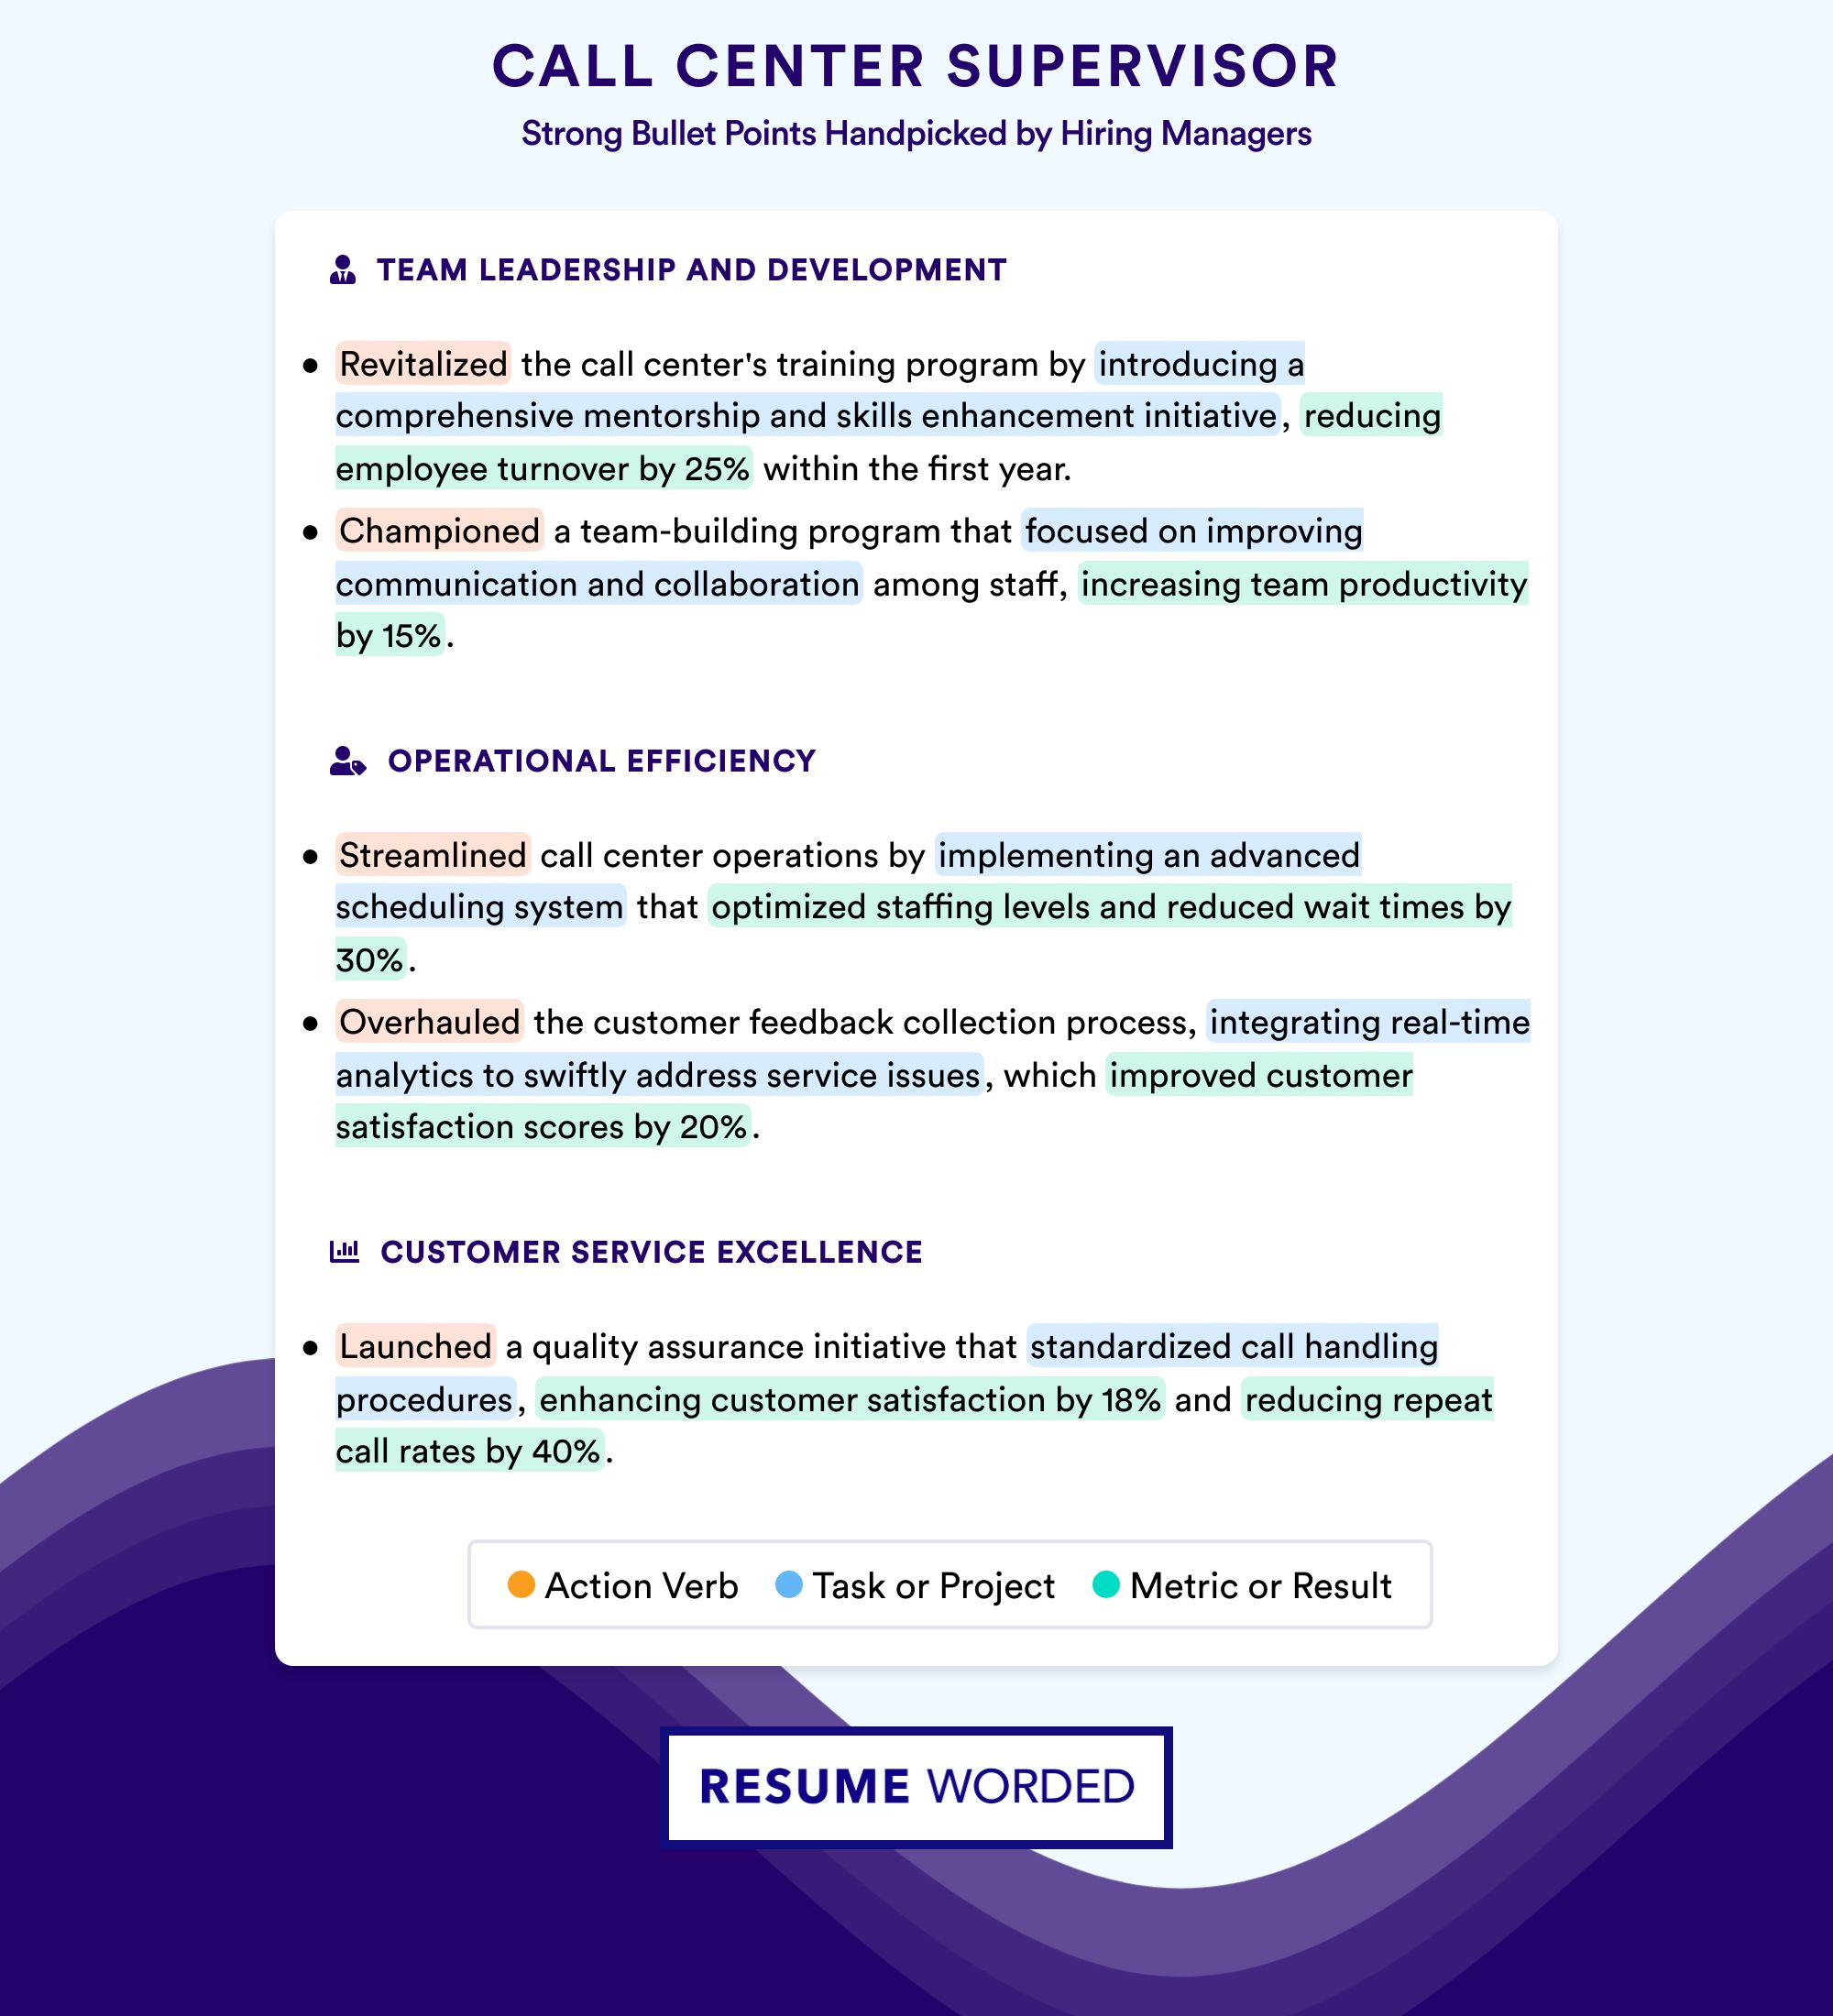 CALL CENTER SUPERVISOR
Strong Bullet Points Handpicked by Hiring Managers
TEAM LEADERSHIP AND DEVELOPMENT
• Revitalized the call center's training program by introducing a
comprehensive mentorship and skills enhancement initiative, reducing
employee turnover by 25% within the first year.
• Championed a team-building program that focused on improving
communication and collaboration among staff, increasing team productivity
by 15%.
OPERATIONAL EFFICIENCY
• Streamlined call center operations by implementing an advanced
scheduling system that optimized staffing levels and reduced wait times by
30%.
• Overhauled the customer feedback collection process, integrating real-time
analytics to swiftly address service issues, which improved customer
satisfaction scores by 20%.
CUSTOMER SERVICE EXCELLENCE
• Launched a quality assurance initiative that standardized call handling
procedures, enhancing customer satisfaction by 18% and reducing repeat
call rates by 40%.
Action Verb Task or Project Metric or Result
RESUME WORDED